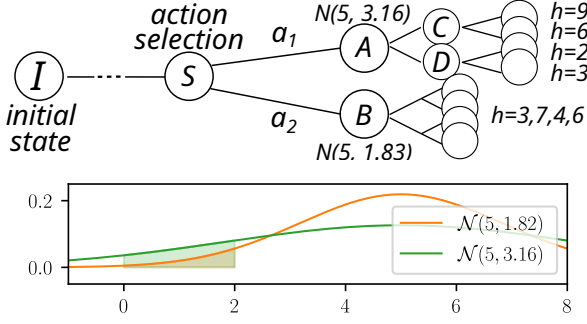 action
selection
N(5, 3.16)
h=9
h=6
h=2
h=3
a1
A
C
D
I
S
initial
state
a2
B
h=3,7,4,6
N(5, 1.83)
0.2
0.0
N(5, 1.82)
N(5, 3.16)
0
2
4
6
8